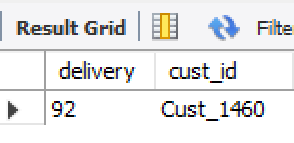 Result Grid Filte
delivery cust_id
92 Cust_1460